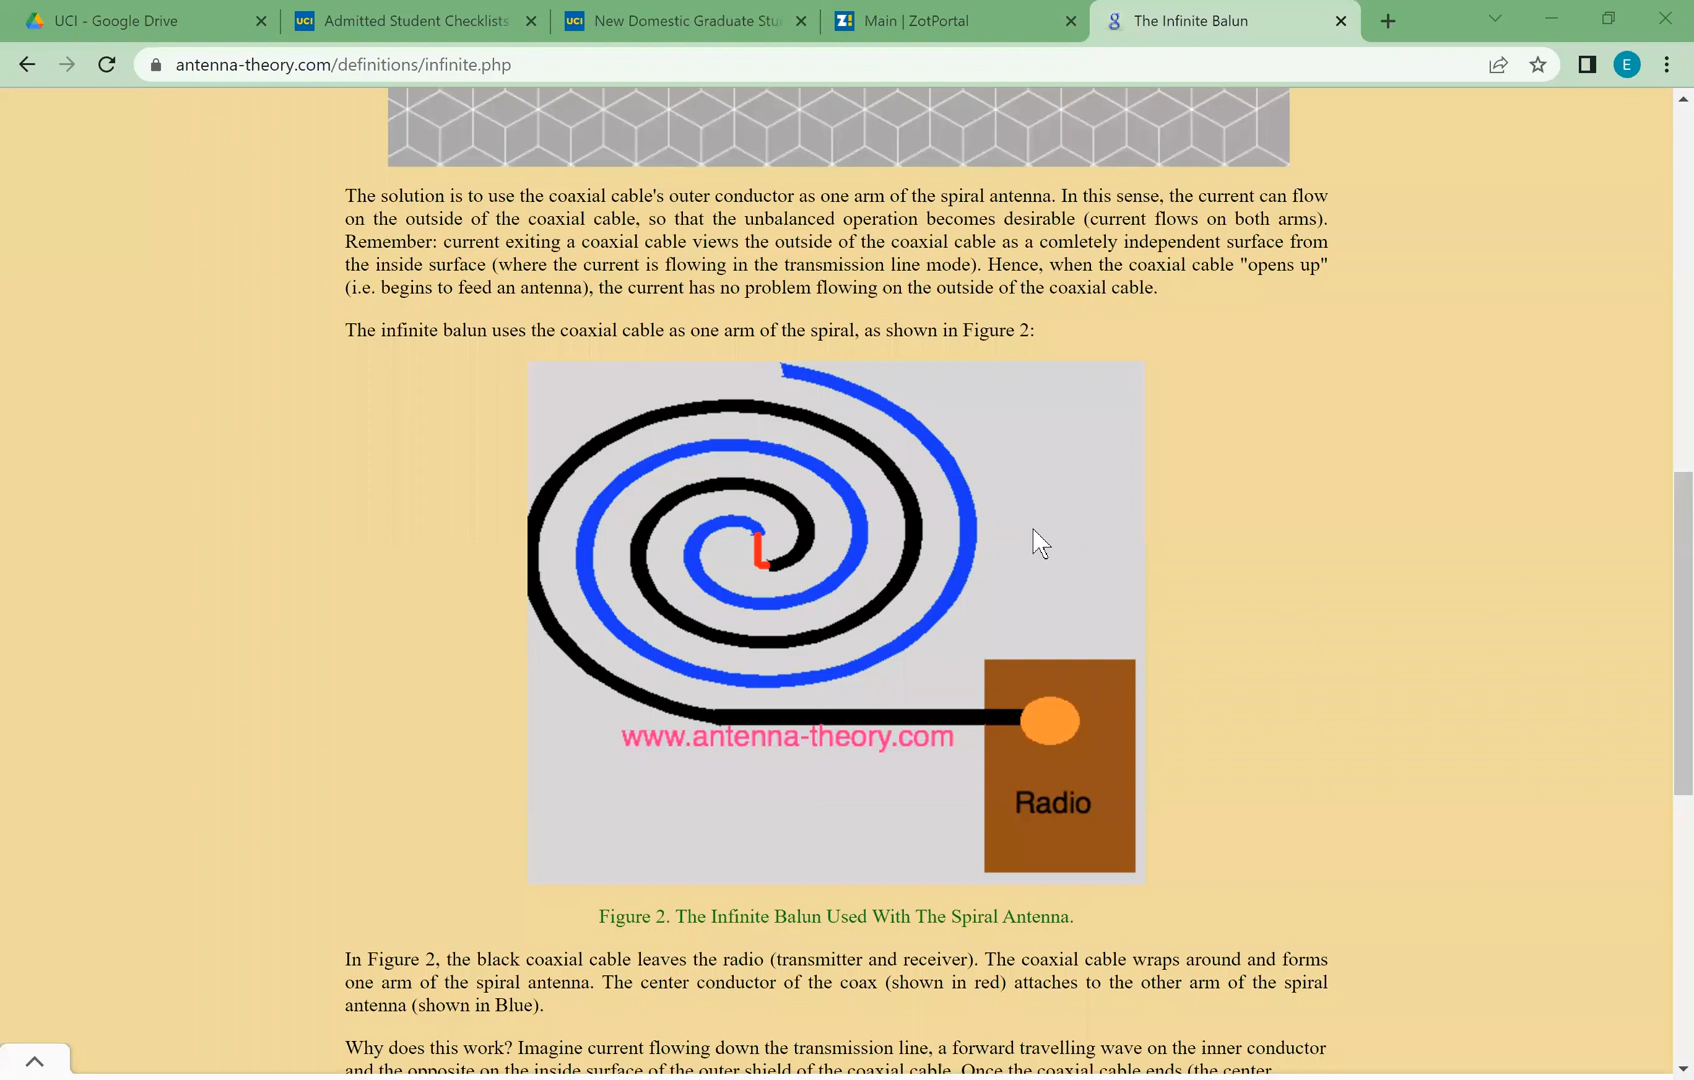 UCI - Google Drive
Admitted Student Checklists
New Domestic Graduate Stu
Main | ZotPortal
The Infinite Balun
antenna-theory.com/definitions/infinite.php
E
The solution is to use the coaxial cable's outer conductor as one arm of the spiral antenna. In this sense, the current can flow
on the outside of the coaxial cable, so that the unbalanced operation becomes desirable (current flows on both arms).
Remember: current exiting a coaxial cable views the outside of the coaxial cable as a comletely independent surface from
the inside surface (where the current is flowing in the transmission line mode). Hence, when the coaxial cable "opens up"
(i.e. begins to feed an antenna), the current has no problem flowing on the outside of the coaxial cable.
The infinite balun uses the coaxial cable as one arm of the spiral, as shown in Figure 2:
www.antenna-theory.com
Radio
Figure 2. The Infinite Balun Used With The Spiral Antenna.
In Figure 2, the black coaxial cable leaves the radio (transmitter and receiver). The coaxial cable wraps around and forms
one arm of the spiral antenna. The center conductor of the coax (shown in red) attaches to the other arm of the spiral
antenna (shown in Blue).
Why does this work? Imagine current flowing down the transmission line, a forward travelling wave on the inner conductor
and the opposite on the inside surface of the outer shield of the coaxial cable. Once the coaxial cable ends (the center